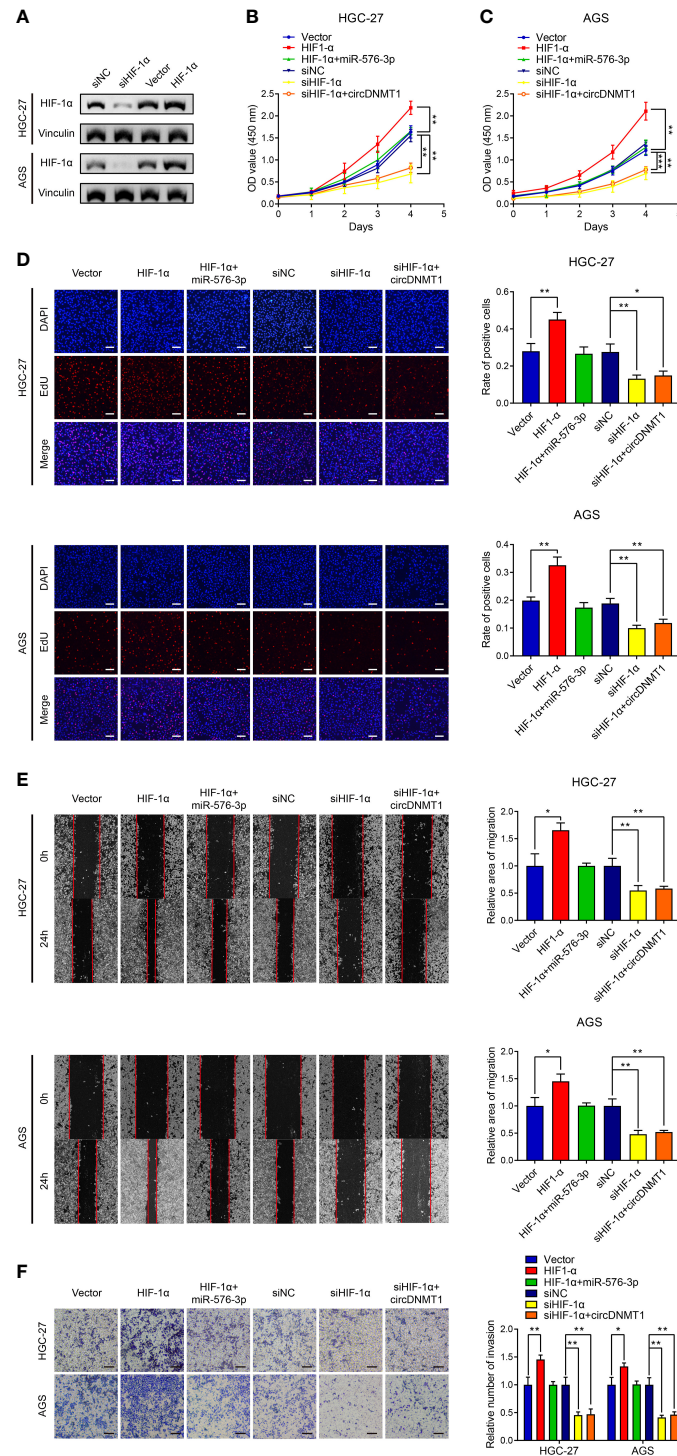 A
siNC
siHIF-1α
Vector
HIF-1α
HGC-27
HIF-1α
Vinculin
AGS
HIF-1α
Vinculin
B
HGC-27
Vector
HIF1-α
HIF-1α+miR-576-3p
siNC
siHIF-1α
siHIF-1α+circDNMT1
OD value (450 nm)
2.5
2.0
1.5
1.0
0.5
0.0
0 1 2 3 4 5
Days
**
**
**
C
AGS
Vector
HIF1-α
HIF-1α+miR-576-3p
siNC
siHIF-1α
siHIF-1α+circDNMT1
OD value (450 nm)
2.5
2.0
1.5
1.0
0.5
0.0
0 1 2 3 4 5
Days
**
D
Vector
HIF-1α
HIF-1α+
miR-576-3p
siNC
siHIF-1α
siHIF-1α+
circDNMT1
HGC-27
DAPI
EdU
Merge
HGC-27
Rate of positive cells
0.6
0.4
0.2
0.0
**
**
*
Vector
HIF1-α
HIF-1α+miR-576-3p
siNC
siHIF-1α
siHIF-1α+circDNMT1
AGS
DAPI
EdU
Merge
AGS
Rate of positive cells
0.4
0.3
0.2
0.1
0.0
**
**
**
Vector
HIF1-α
HIF-1α+miR-576-3p
siNC
siHIF-1α
siHIF-1α+circDNMT1
E
Vector
HIF-1α
HIF-1α+
miR-576-3p
siNC
siHIF-1α
siHIF-1α+
circDNMT1
HGC-27
0h
24h
HGC-27
Relative area of migration
2.0
1.5
1.0
0.5
0.0
*
**
**
Vector
HIF1-α
HIF-1α+miR-576-3p
siNC
siHIF-1α
siHIF-1α+circDNMT1
AGS
0h
24h
AGS
Relative area of migration
2.0
1.5
1.0
0.5
0.0
*
**
**
Vector
HIF1-α
HIF-1α+miR-576-3p
siNC
siHIF-1α
siHIF-1α+circDNMT1
F
Vector
HIF-1α
HIF-1α+
miR-576-3p
siNC
siHIF-1α
siHIF-1α+
circDNMT1
HGC-27
AGS
Vector
HIF1-α
HIF-1α+miR-576-3p
siNC
siHIF-1α
siHIF-1α+circDNMT1
Relative number of invasion
2.0
1.5
1.0
0.5
0.0
**
**
**
*
**
**
HGC-27
AGS